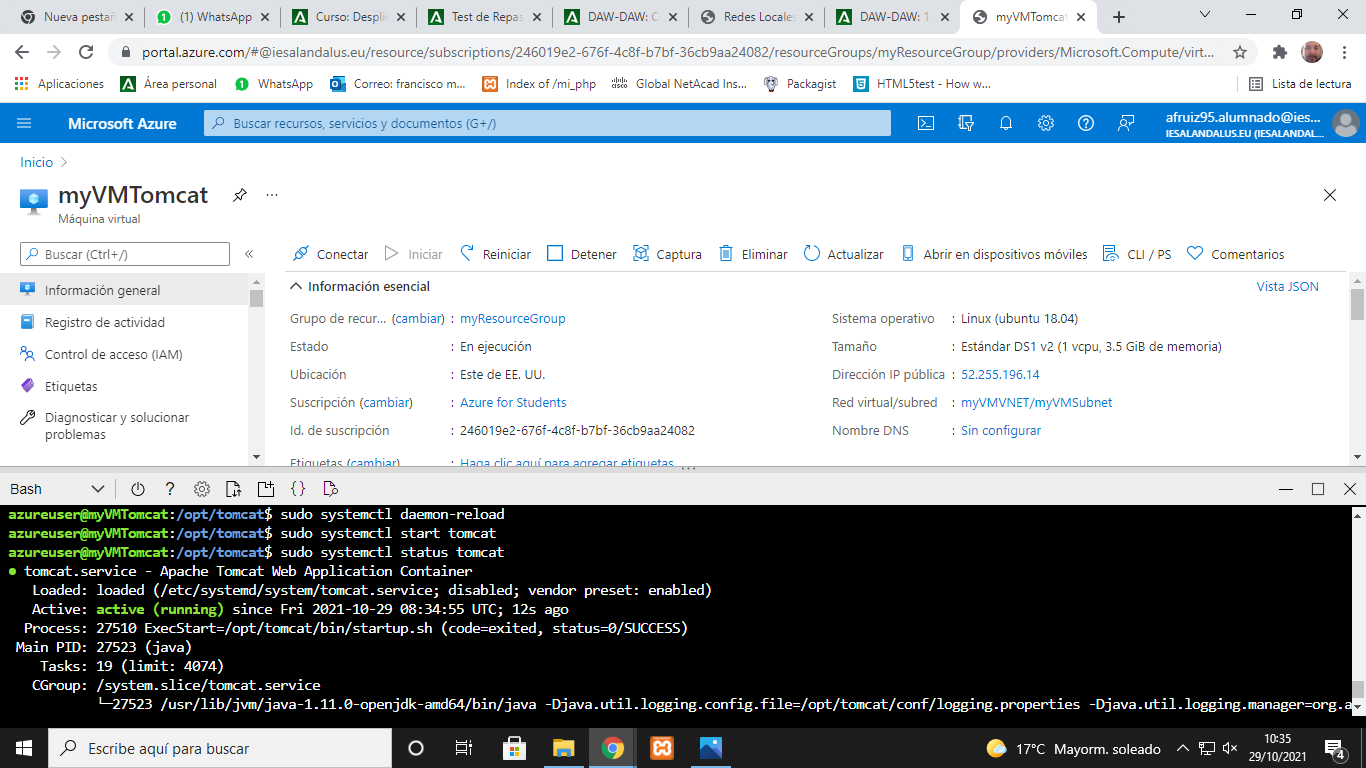 Nueva pestañ
(1) WhatsApp
Curso: Despli
Test de Repas
DAW-DAW: C
Redes Locales
DAW-DAW: T
myVMTomcat
portal.azure.com/#@iesalandalus.eu/resource/subscriptions/246019e2-676f-4c8f-b7bf-36cb9aa24082/resourceGroups/myResourceGroup/providers/Microsoft.Compute/virt...
Aplicaciones
Área personal
WhatsApp
Correo: francisco m...
Index of /mi_php
Global NetAcad Ins...
Packagist
HTML5test - How w...
Lista de lectura
Microsoft Azure
Buscar recursos, servicios y documentos (G+/)
afruiz95.alumnado@ies...
IESALANDALUS.EU (IESALANDAL...
Inicio
myVMTomcat
Máquina virtual
Buscar (Ctrl+/)
Conectar
Iniciar
Reiniciar
Detener
Captura
Eliminar
Actualizar
Abrir en dispositivos móviles
CLI / PS
Comentarios
Información general
Registro de actividad
Control de acceso (IAM)
Etiquetas
Diagnosticar y solucionar
problemas
Información esencial
Vista JSON
Grupo de recur... (cambiar) : myResourceGroup
Estado : En ejecución
Ubicación : Este de EE. UU.
Suscripción (cambiar) : Azure for Students
Id. de suscripción : 246019e2-676f-4c8f-b7bf-36cb9aa24082
Etiquetas (cambiar) : Haga clic aquí para agregar etiquetas
Sistema operativo : Linux (ubuntu 18.04)
Tamaño : Estándar DS1 v2 (1 vcpu, 3.5 GiB de memoria)
Dirección IP pública : 52.255.196.14
Red virtual/subred : myVMVNET/myVMSubnet
Nombre DNS : Sin configurar
Bash
azureuser@myVMTomcat:/opt/tomcat$ sudo systemctl daemon-reload
azureuser@myVMTomcat:/opt/tomcat$ sudo systemctl start tomcat
azureuser@myVMTomcat:/opt/tomcat$ sudo systemctl status tomcat
● tomcat.service - Apache Tomcat Web Application Container
Loaded: loaded (/etc/systemd/system/tomcat.service; disabled; vendor preset: enabled)
Active: active (running) since Fri 2021-10-29 08:34:55 UTC; 12s ago
Process: 27510 ExecStart=/opt/tomcat/bin/startup.sh (code=exited, status=0/SUCCESS)
Main PID: 27523 (java)
Tasks: 19 (limit: 4074)
CGroup: /system.slice/tomcat.service
└─27523 /usr/lib/jvm/java-1.11.0-openjdk-amd64/bin/java -Djava.util.logging.config.file=/opt/tomcat/conf/logging.properties -Djava.util.logging.manager=org.a
Escribe aquí para buscar
17°C Mayorm. soleado
10:35
29/10/2021
4